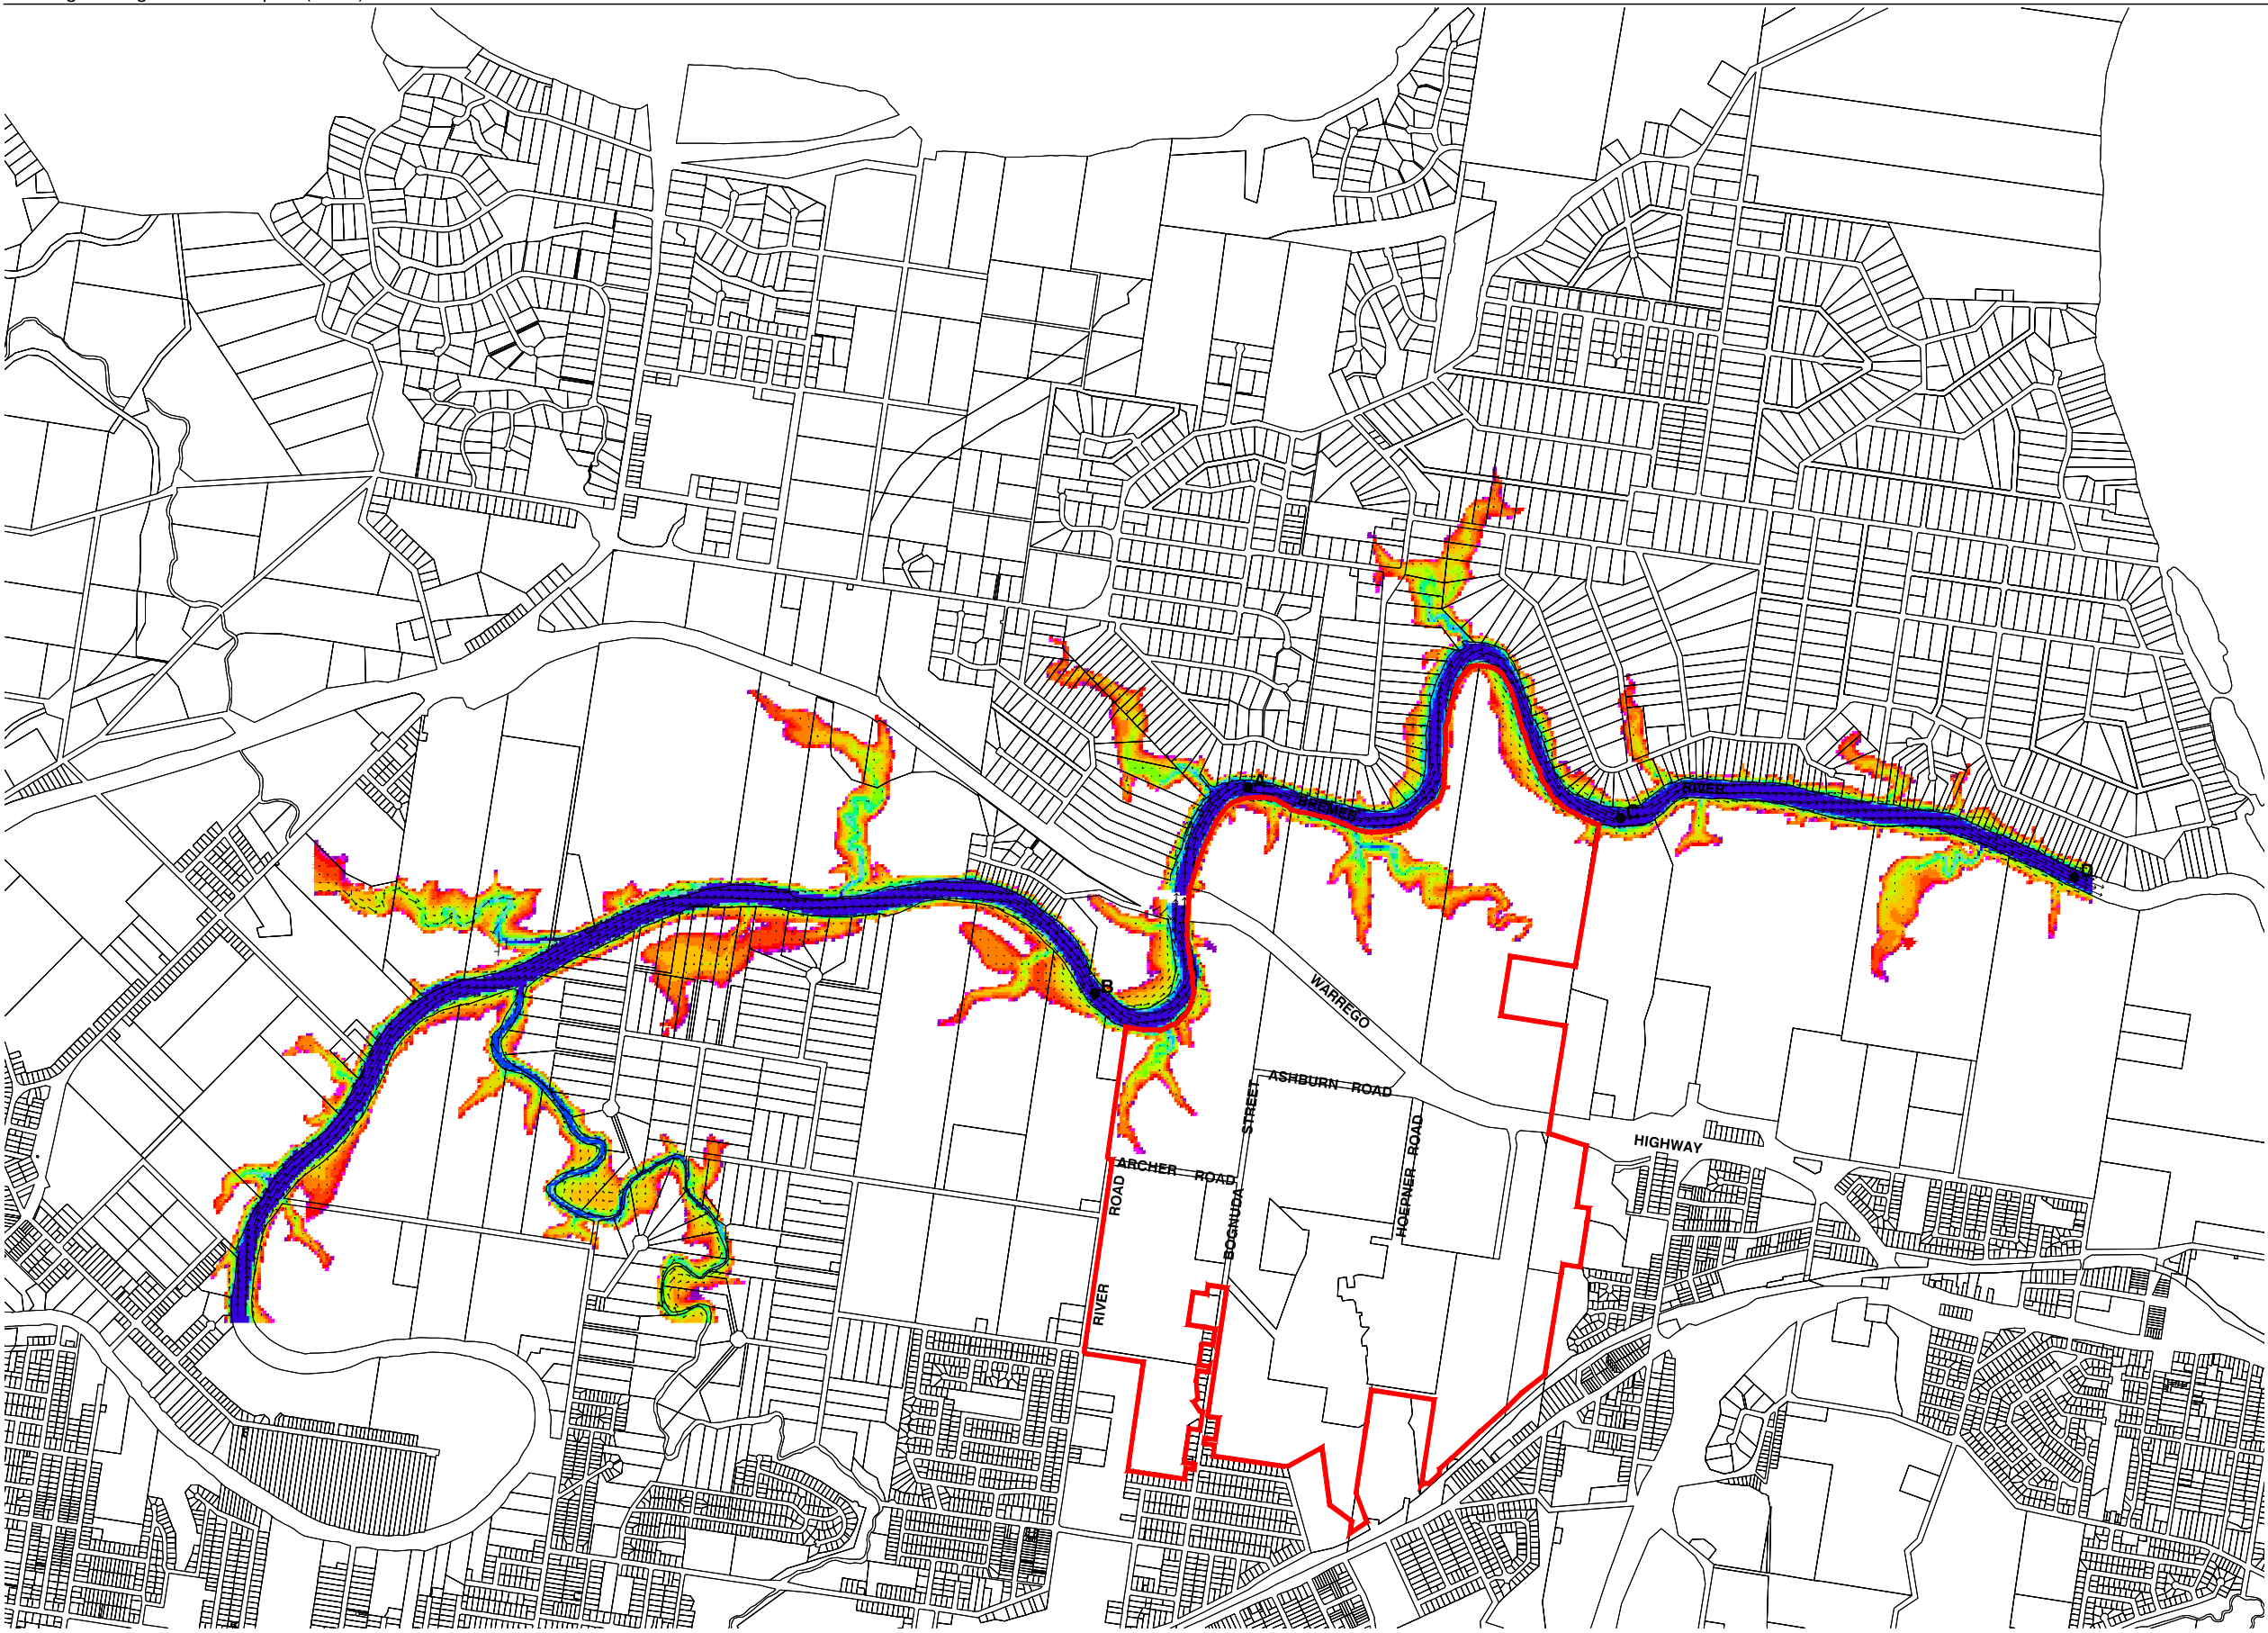 A
BREMER
RIVER
C
D
B
WARREGO
ASHBURN ROAD
STREET
HOEPNER ROAD
HIGHWAY
ARCHER ROAD
ROAD
BOGNUDA
RIVER